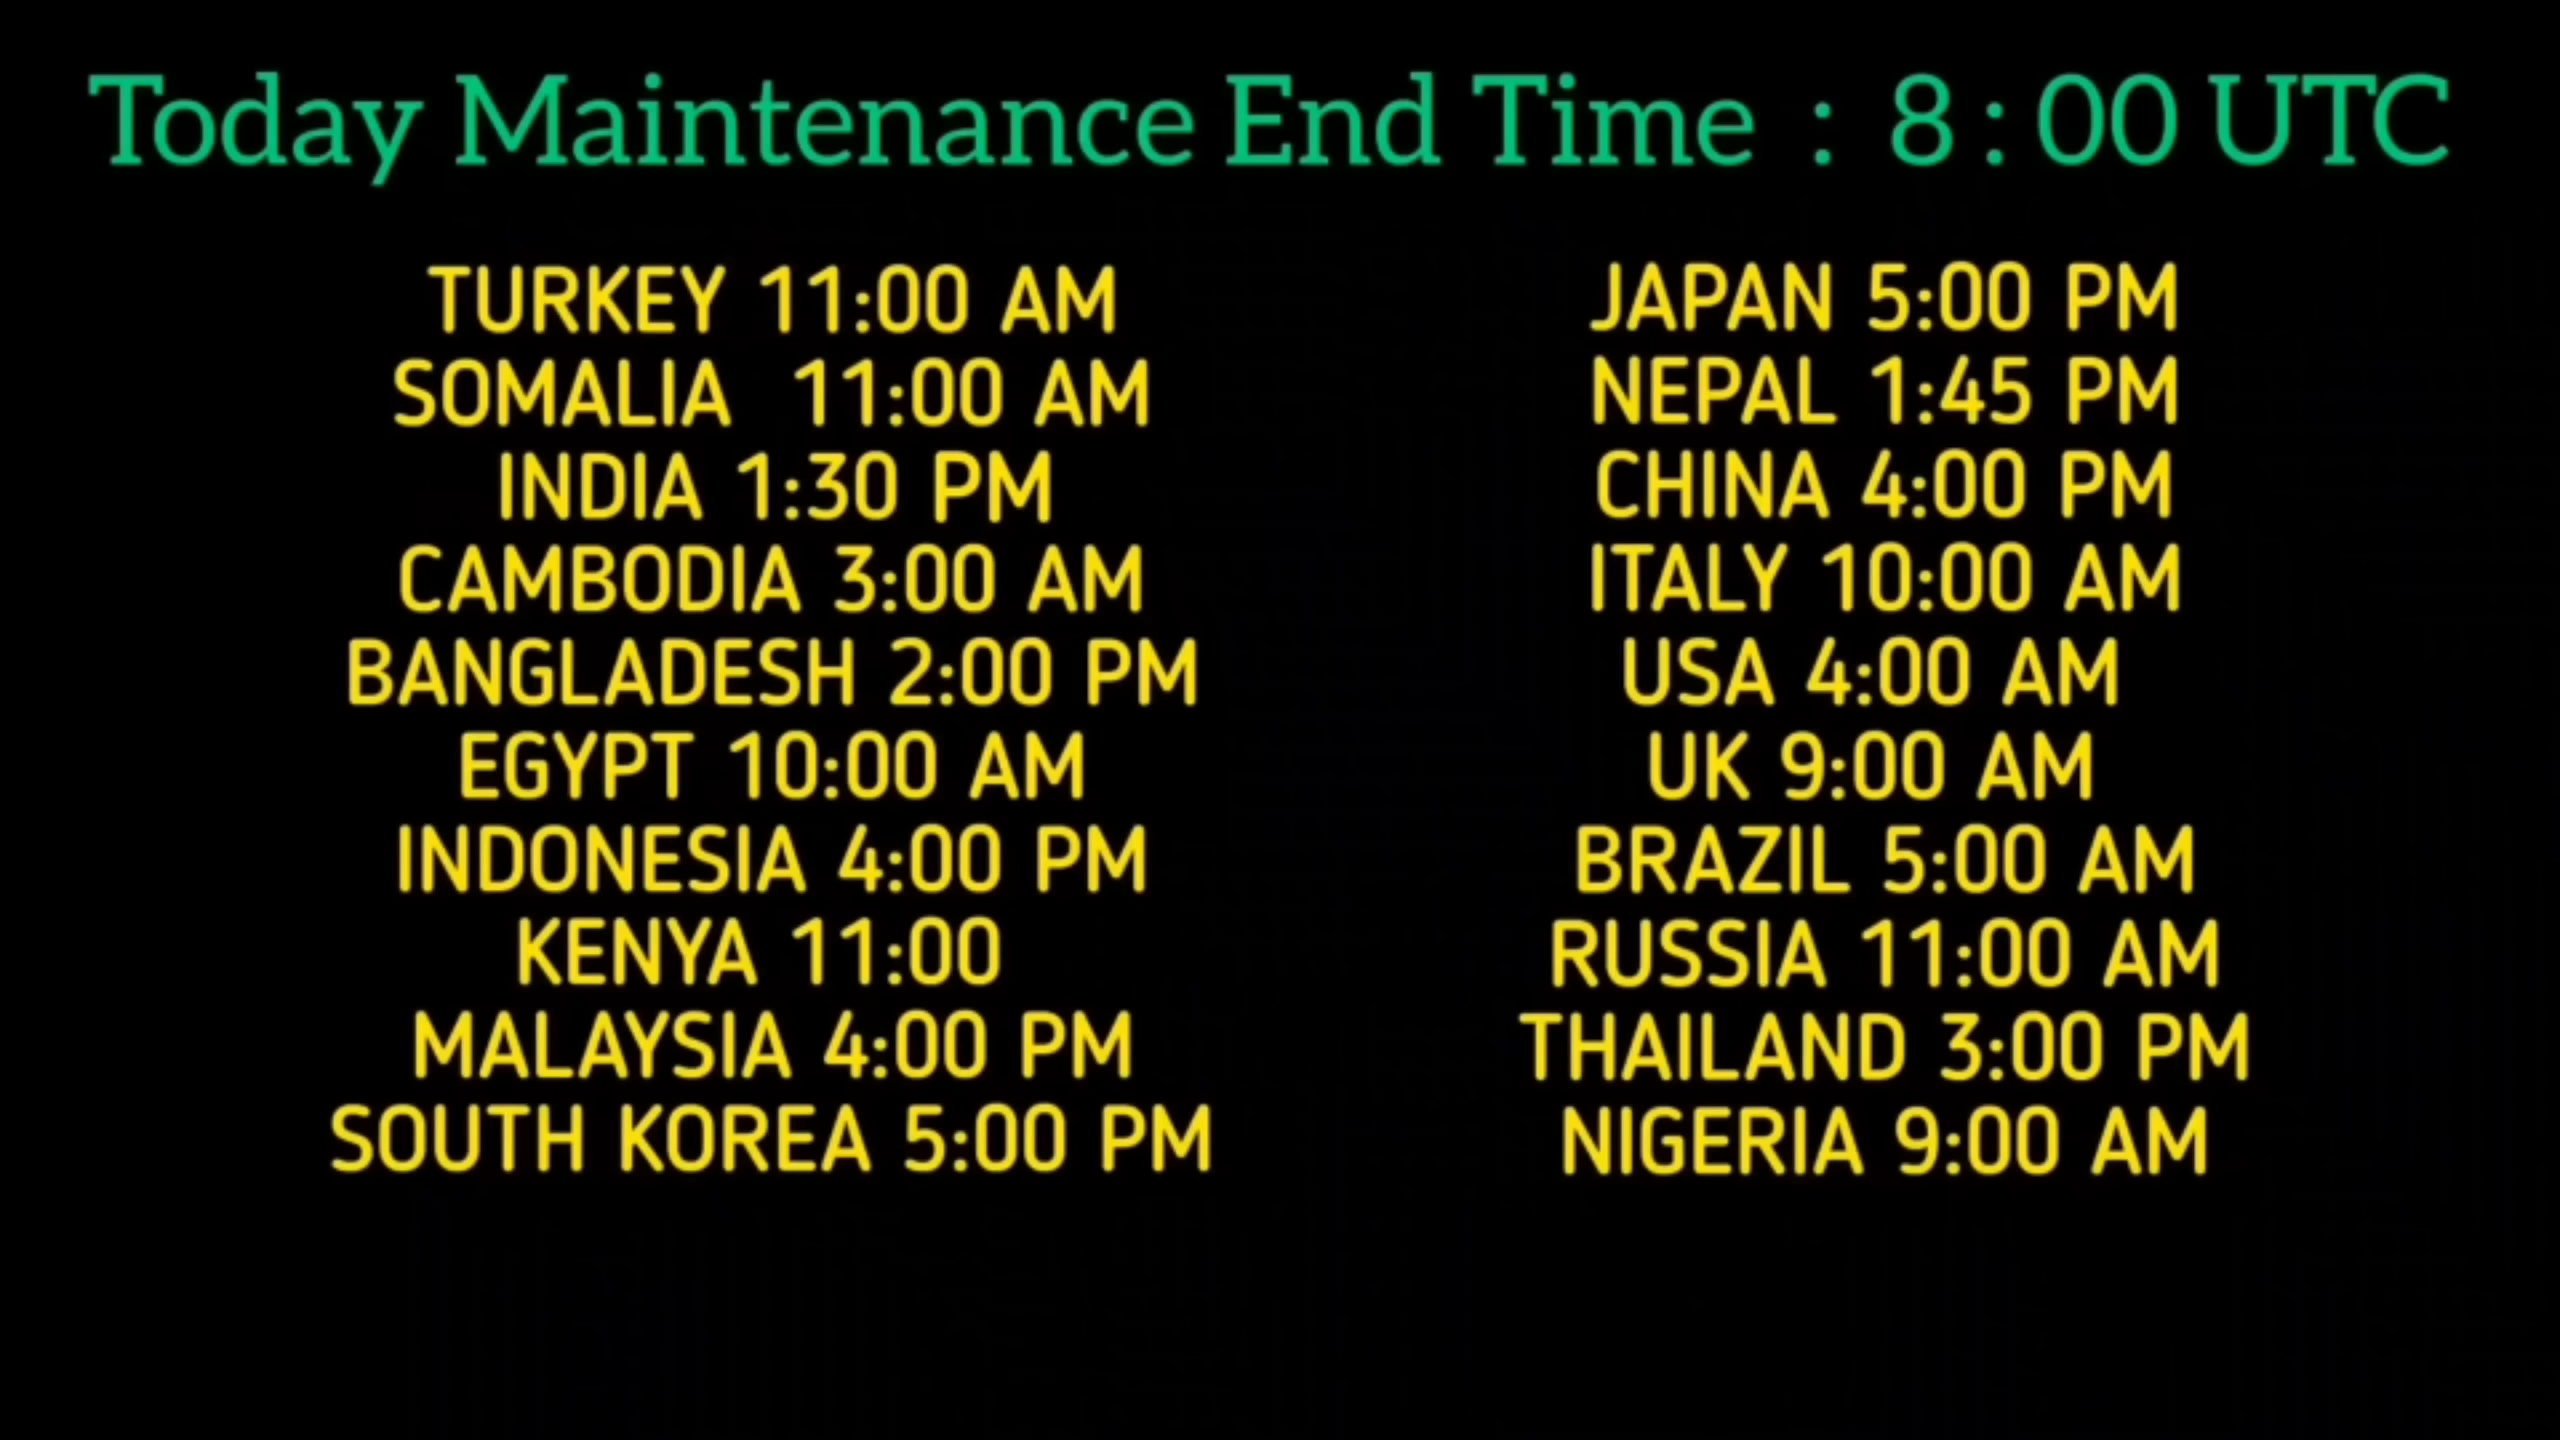 Today Maintenance End Time : 8 : 00 UTC
TURKEY 11:00 AM
SOMALIA 11:00 AM
INDIA 1:30 PM
CAMBODIA 3:00 AM
BANGLADESH 2:00 PM
EGYPT 10:00 AM
INDONESIA 4:00 PM
KENYA 11:00
MALAYSIA 4:00 PM
SOUTH KOREA 5:00 PM
JAPAN 5:00 PM
NEPAL 1:45 PM
CHINA 4:00 PM
ITALY 10:00 AM
USA 4:00 AM
UK 9:00 AM
BRAZIL 5:00 AM
RUSSIA 11:00 AM
THAILAND 3:00 PM
NIGERIA 9:00 AM